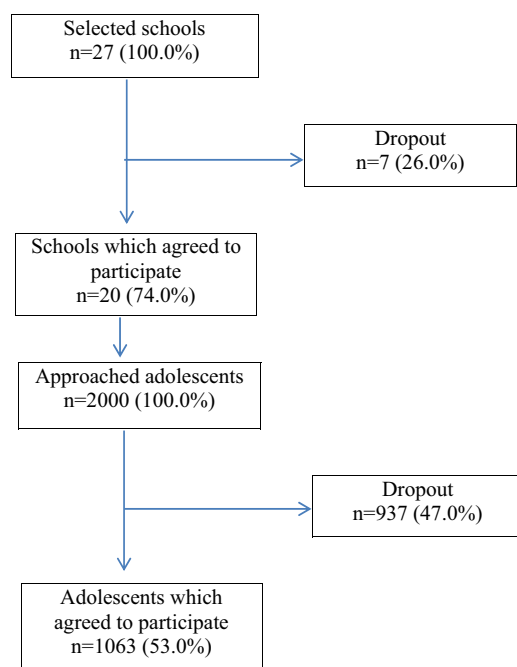 Selected schools
n=27 (100.0%)
Dropout
n=7 (26.0%)
Schools which agreed to
participate
n=20 (74.0%)
Approached adolescents
n=2000 (100.0%)
Dropout
n=937 (47.0%)
Adolescents which
agreed to participate
n=1063 (53.0%)